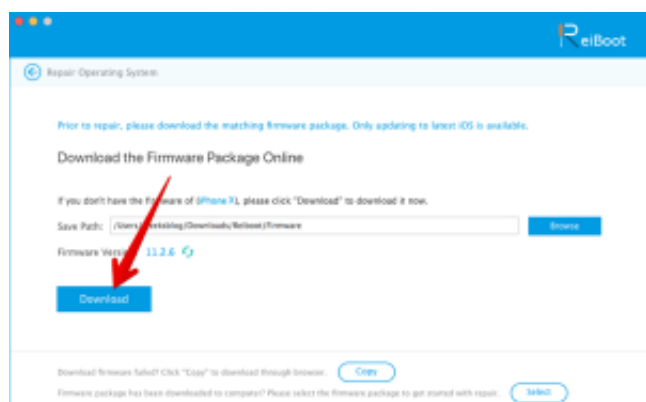 ReiBoot
Repair Operating System
Prior to repair, please download the matching firmware package. Only updating to latest iOS is available.
Download the Firmware Package Online
If you don't have the firmware of (iPhone X), please click "Download" to download it now.
Save Path: /Downloads/Reiboot/Firmware Browse
Firmware 11.2.6
Download
Download firmware failed? Click "Copy" to download through browser. Copy
Firmware package has been downloaded to computer? Please select the firmware package to get started with repair. Select